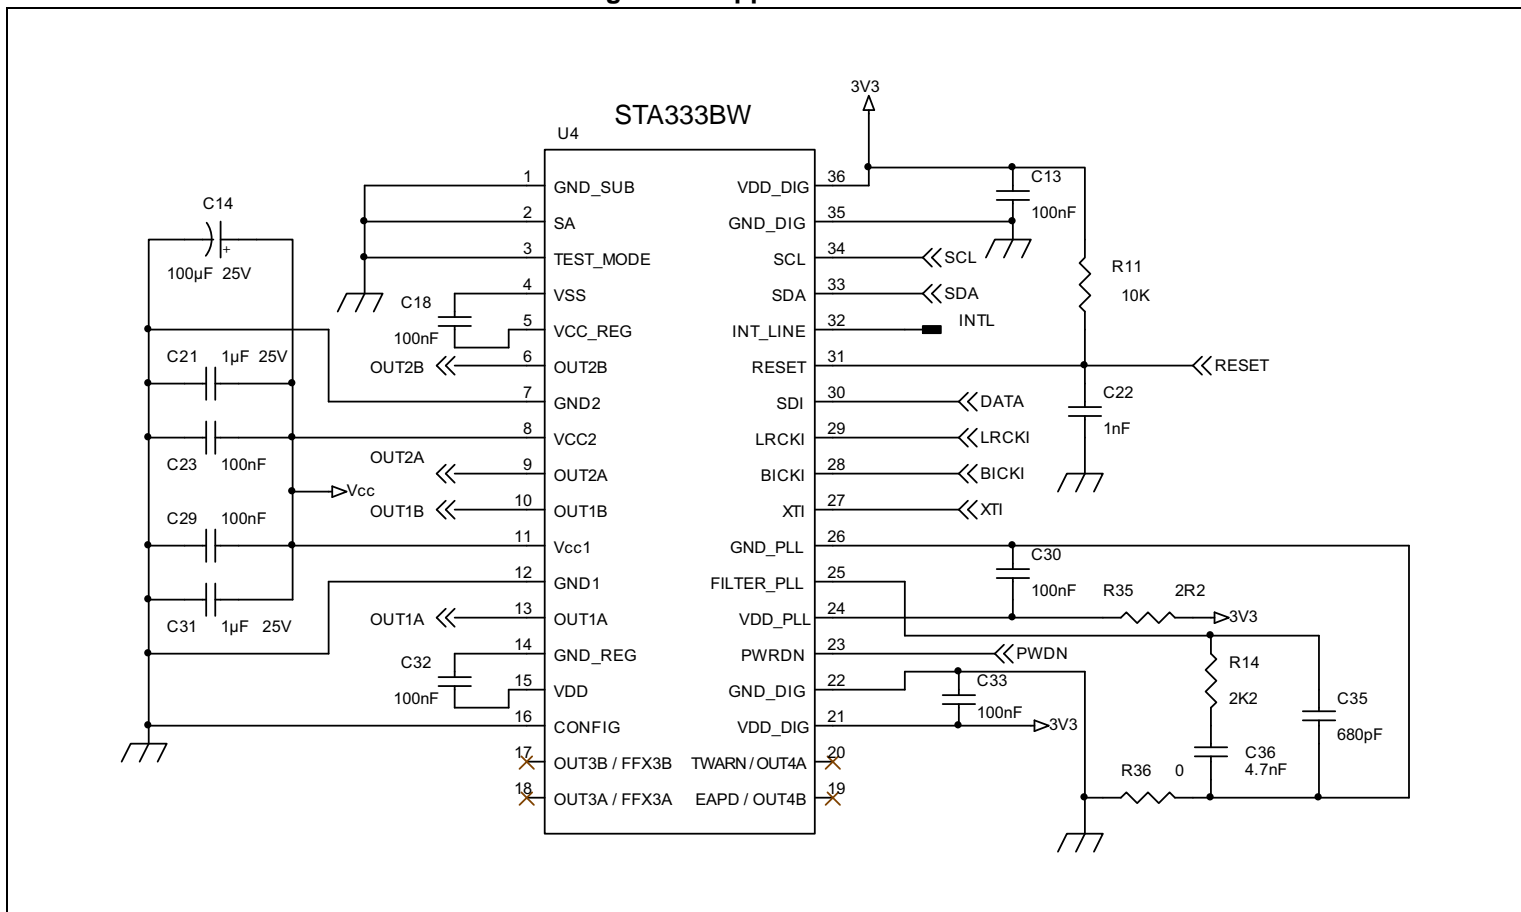 3V3
STA333BW
U4
1 GND_SUB
2 SA
3 TEST_MODE
4 VSS
5 VCC_REG
6 OUT2B
7 GND2
8 VCC2
9 OUT2A
10 OUT1B
11 Vcc1
12 GND1
13 OUT1A
14 GND_REG
15 VDD
16 CONFIG
17 OUT3B / FFX3B
18 OUT3A / FFX3A
VDD_DIG 36
GND_DIG 35
SCL 34
SDA 33
INT_LINE 32
RESET 31
SDI 30
LRCKI 29
BICKI 28
XTI 27
GND_PLL 26
FILTER_PLL 25
VDD_PLL 24
PWRDN 23
GND_DIG 22
VDD_DIG 21
TWARN / OUT4A 20
EAPD / OUT4B 19
C14
+
100µF 25V
C18
100nF
OUT2B
C21 1µF 25V
C23 100nF
OUT2A
Vcc
OUT1B
C29 100nF
C31 1µF 25V
OUT1A
C32
100nF
C13
100nF
SCL
SDA
INTL
R11
10K
RESET
C22
1nF
DATA
LRCKI
BICKI
XTI
C30
100nF
R35 2R2
3V3
PWDN
R14
2K2
C33
100nF
3V3
C35
680pF
C36
4.7nF
R36 0